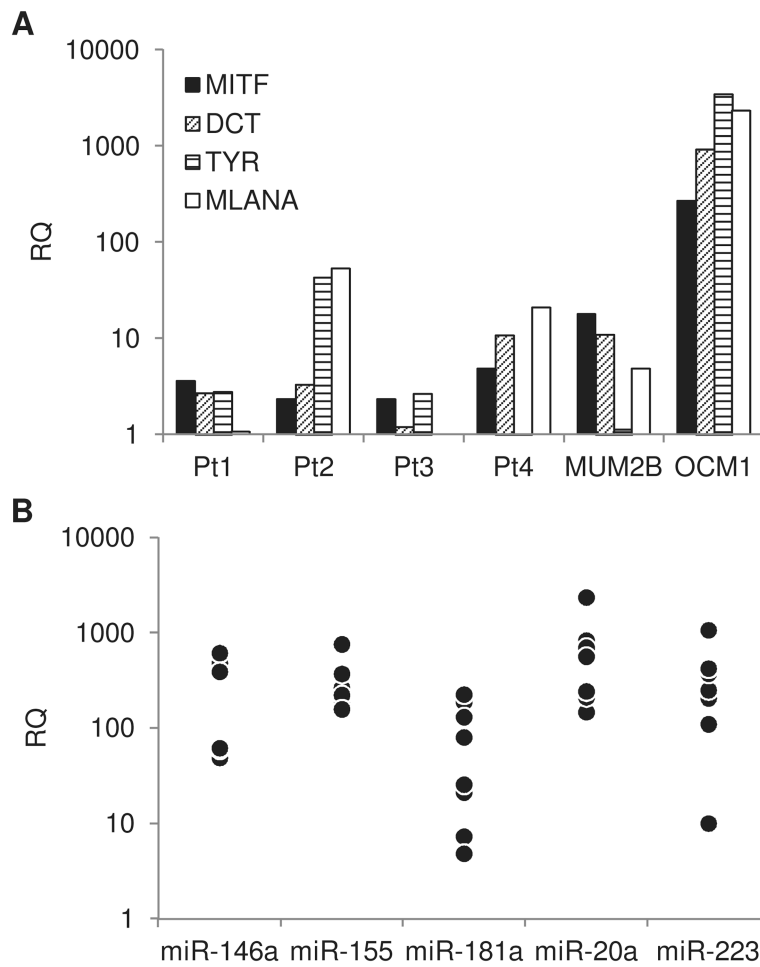 A
10000
1000
100
10
1
RQ
MITF
DCT
TYR
MLANA
Pt1 Pt2 Pt3 Pt4 MUM2B OCM1
B
10000
1000
100
10
1
RQ
miR-146a miR-155 miR-181a miR-20a miR-223